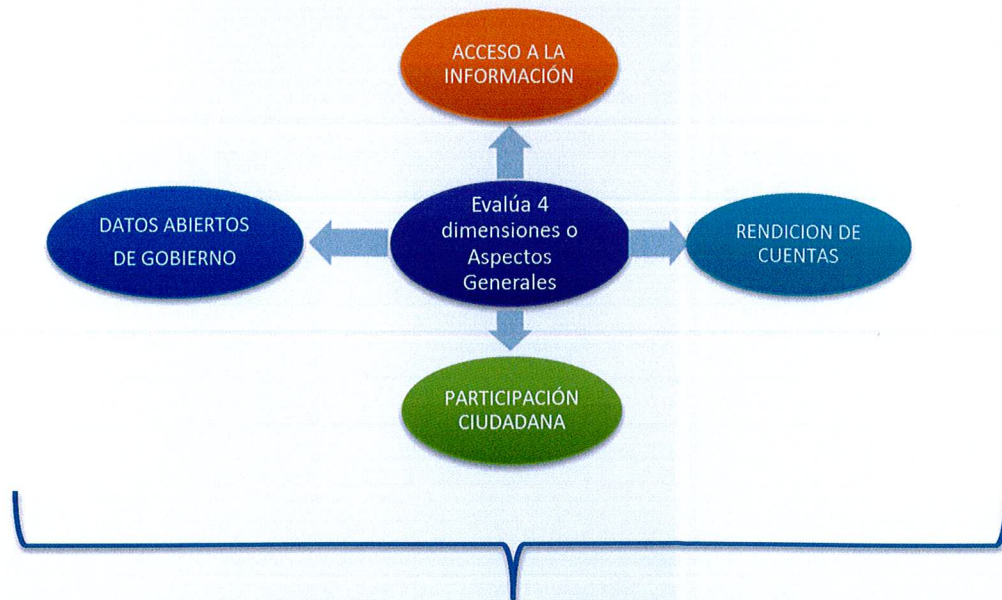 ACCESO A LA
INFORMACIÓN
DATOS ABIERTOS
DE GOBIERNO
Evalúa 4
dimensiones o
Aspectos
Generales
RENDICION DE
CUENTAS
PARTICIPACIÓN
CIUDADANA